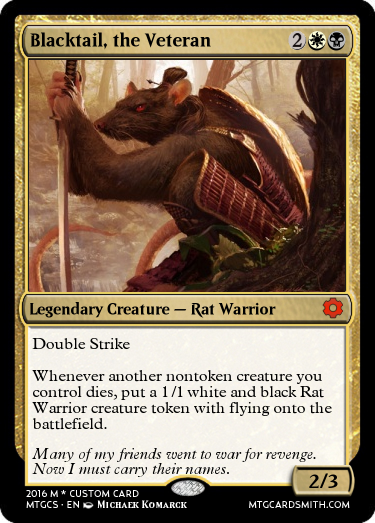 Blacktail, the Veteran 2
Legendary Creature — Rat Warrior
Double Strike
Whenever another nontoken creature you
control dies, put a 1/1 white and black Rat
Warrior creature token with flying onto the
battlefield.
Many of my friends went to war for revenge.
Now I must carry their names.
2/3
2016 M * CUSTOM CARD
MTGCS · EN Michaek Komarck
MTGCARDSMITH.COM